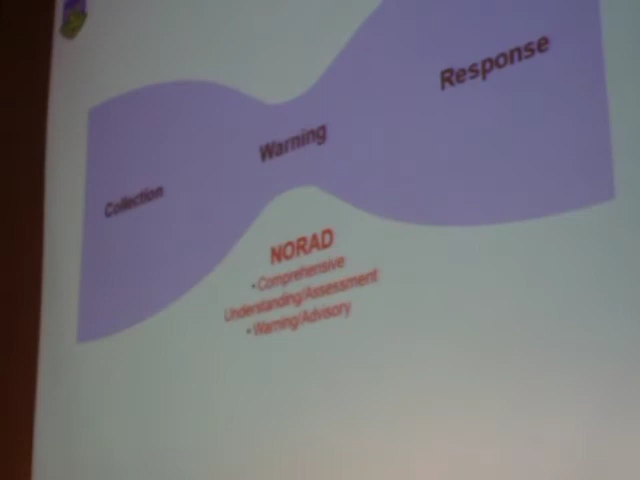 Response
Warning
Collection
NORAD
• Comprehensive
Understanding/Assessment
• Warning/Advisory